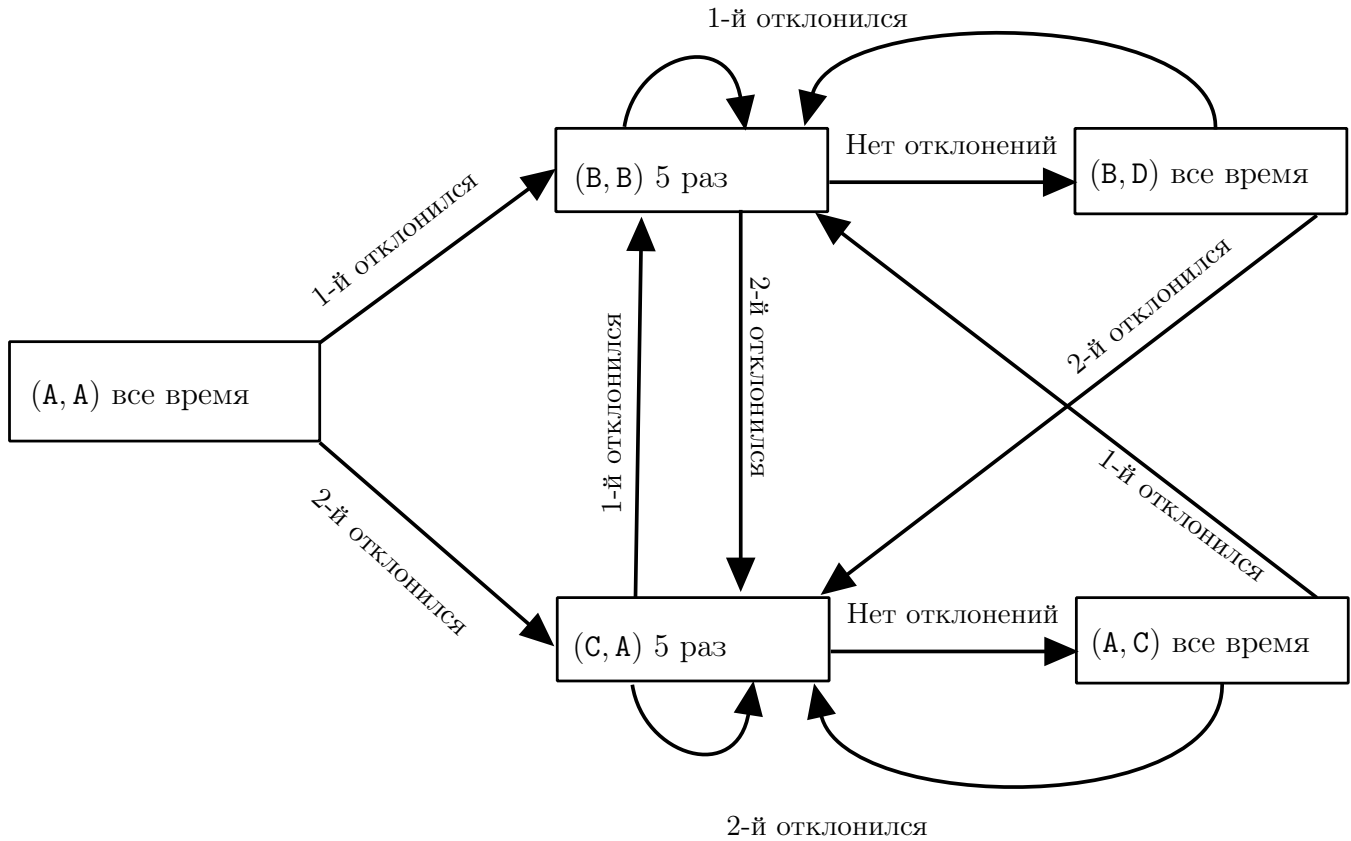 1-й отклонился
Нет отклонений
(B, B) 5 раз
(B, D) все время
1-й отклонился
2-й отклонился
2-й отклонился
1-й отклонился
(A, A) все время
1-й отклонился
2-й отклонился
Нет отклонений
(C, A) 5 раз
(A, C) все время
2-й отклонился